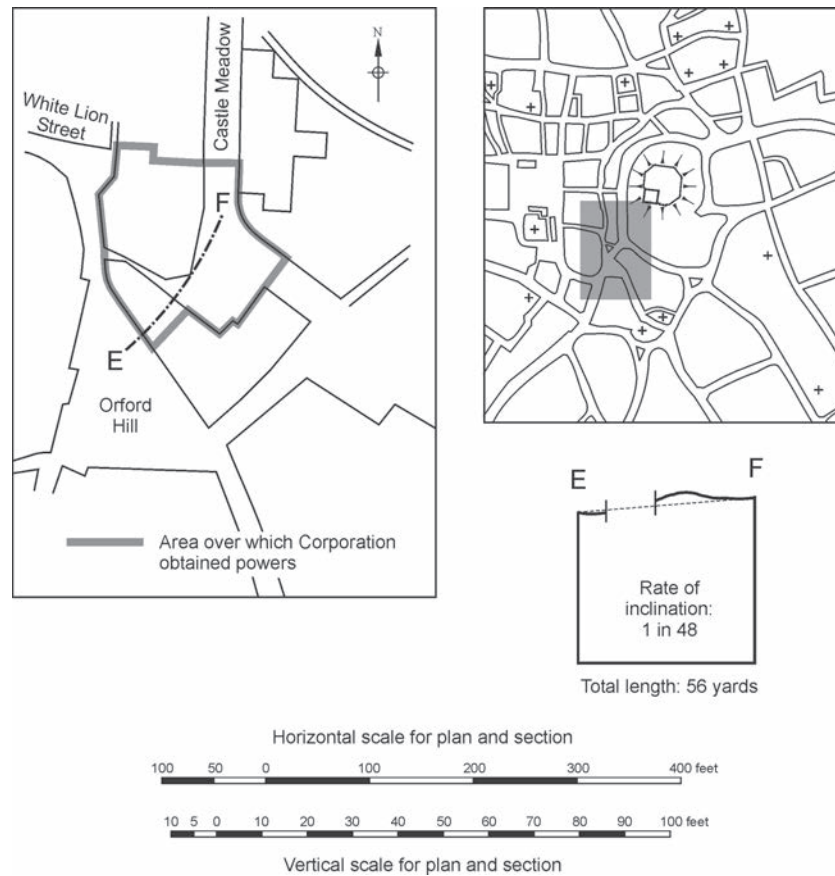 N
White Lion
Street
Castle Meadow
F
E
Orford
Hill
Area over which Corporation
obtained powers
E
F
Rate of
inclination:
1 in 48
Total length: 56 yards
Horizontal scale for plan and section
100 50 0 100 200 300 400 feet
10 5 0 10 20 30 40 50 60 70 80 90 100 feet
Vertical scale for plan and section